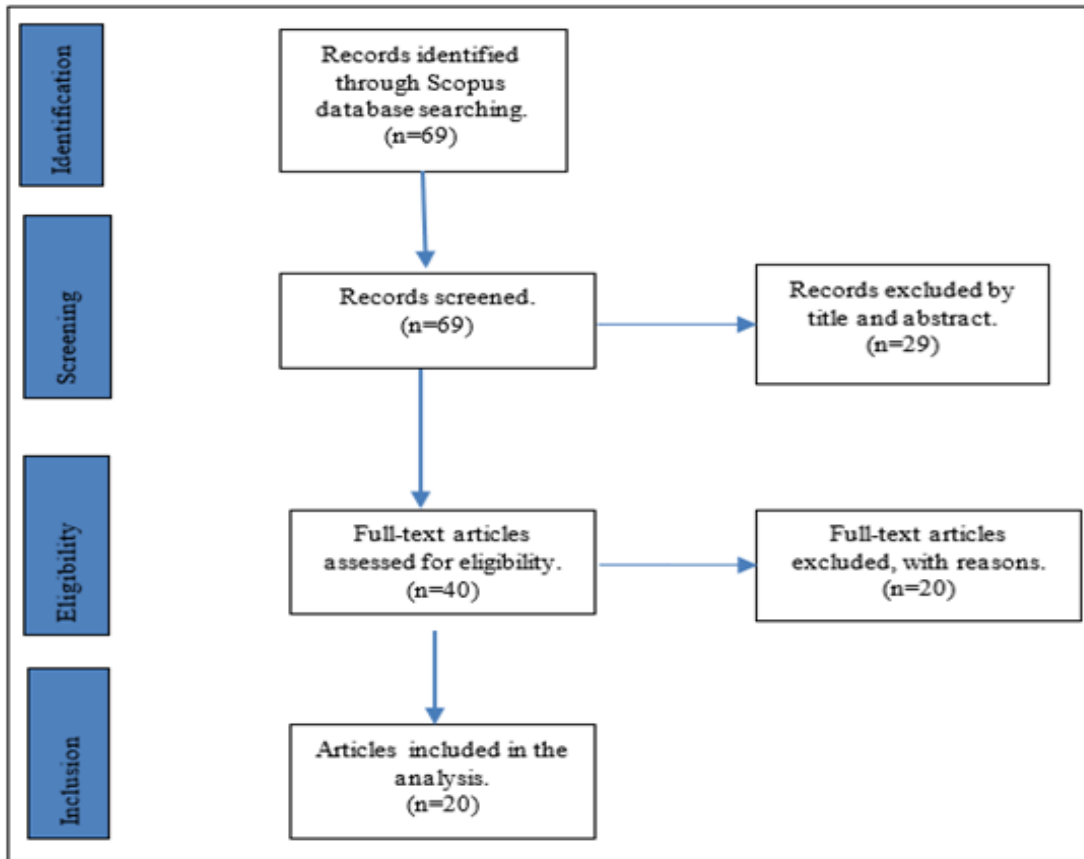 Identification
Records identified
through Scopus
database searching.
(n=69)
Screening
Records screened.
(n=69)
Records excluded by
title and abstract.
(n=29)
Eligibility
Full-text articles
assessed for eligibility.
(n=40)
Full-text articles
excluded, with reasons.
(n=20)
Inclusion
Articles included in the
analysis.
(n=20)